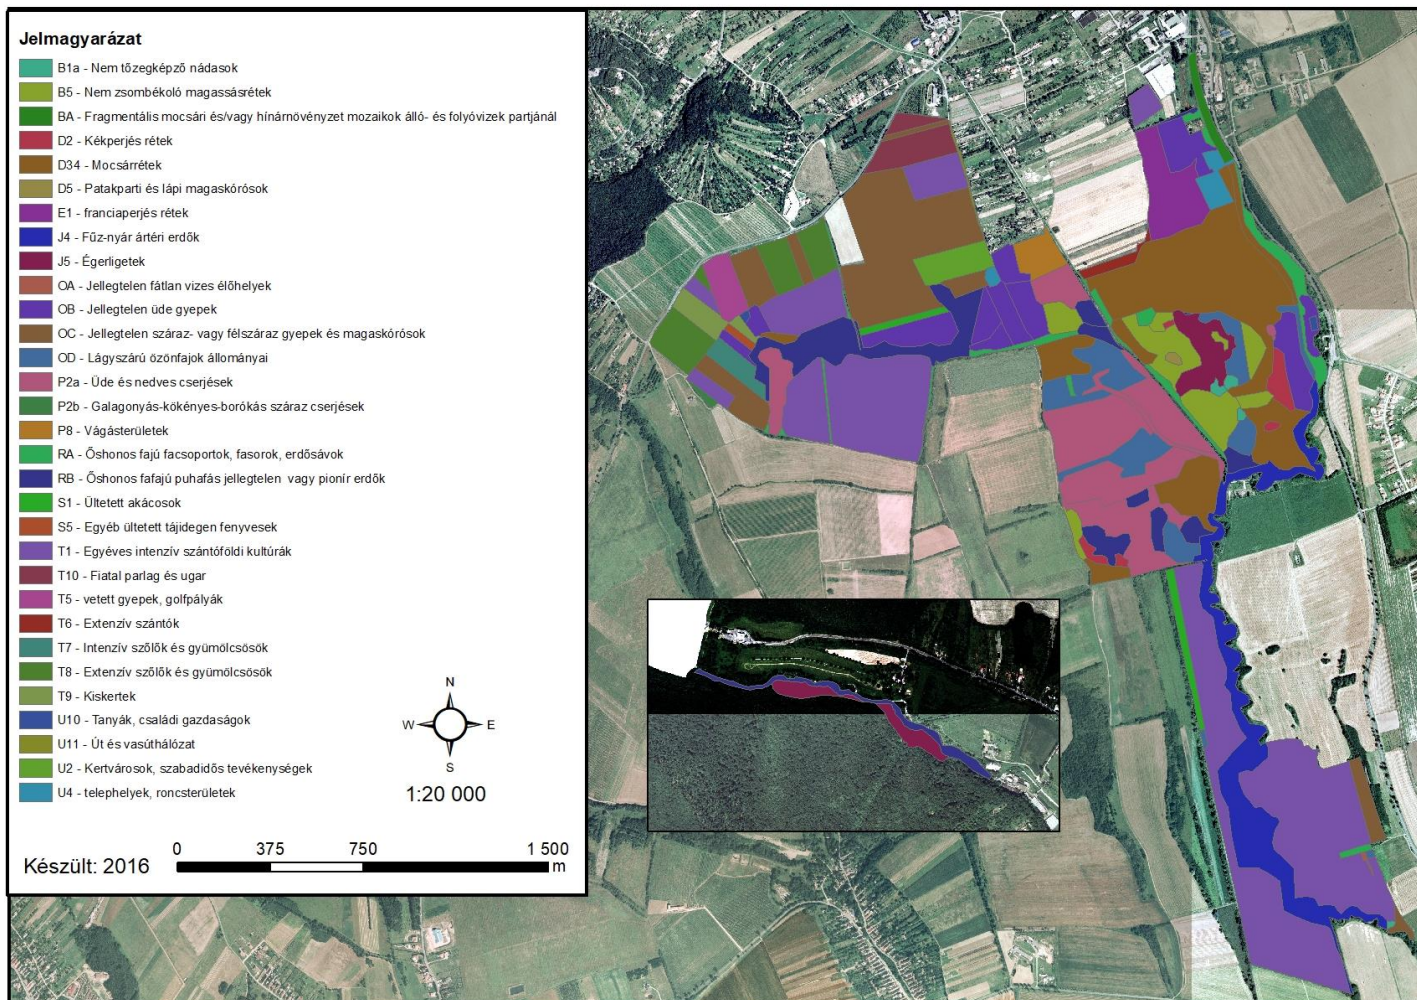 Jelmagyarázat
B1a - Nem tőzegképző nádasok
B5 - Nem zsombékoló magassásrétek
BA - Fragmentális mocsári és/vagy hínárnövényzet mozaikok álló- és folyóvizek partjánál
D2 - Kékperjés rétek
D34 - Mocsárrétek
D5 - Patakparti és lápi magaskórósok
E1 - franciaperjés rétek
J4 - Fűz-nyár ártéri erdők
J5 - Égerligetek
OA - Jellegtelen fátlan vizes élőhelyek
OB - Jellegtelen üde gyepek
OC - Jellegtelen száraz- vagy félszáraz gyepek és magaskórósok
OD - Lágyszárú özönfajok állományai
P2a - Üde és nedves cserjések
P2b - Galagonyás-kökényes-borókás száraz cserjések
P8 - Vágásterületek
RA - Őshonos fajú facsoportok, fasorok, erdősávok
RB - Őshonos fafajú puhafás jellegtelen vagy pionír erdők
S1 - Ültetett akácosok
S5 - Egyéb ültetett tájidegen fenyvesek
T1 - Egyéves intenzív szántóföldi kultúrák
T10 - Fiatal parlag és ugar
T5 - vetett gyepek, golfpályák
T6 - Extenzív szántók
T7 - Intenzív szőlők és gyümölcsösök
T8 - Extenzív szőlők és gyümölcsösök
T9 - Kiskertek
U10 - Tanyák, családi gazdaságok
U11 - Út és vasúthálózat
U2 - Kertvárosok, szabadidős tevékenységek
U4 - telephelyek, roncsterületek
N
W E
S
1:20 000
0 375 750 1 500
m
Készült: 2016